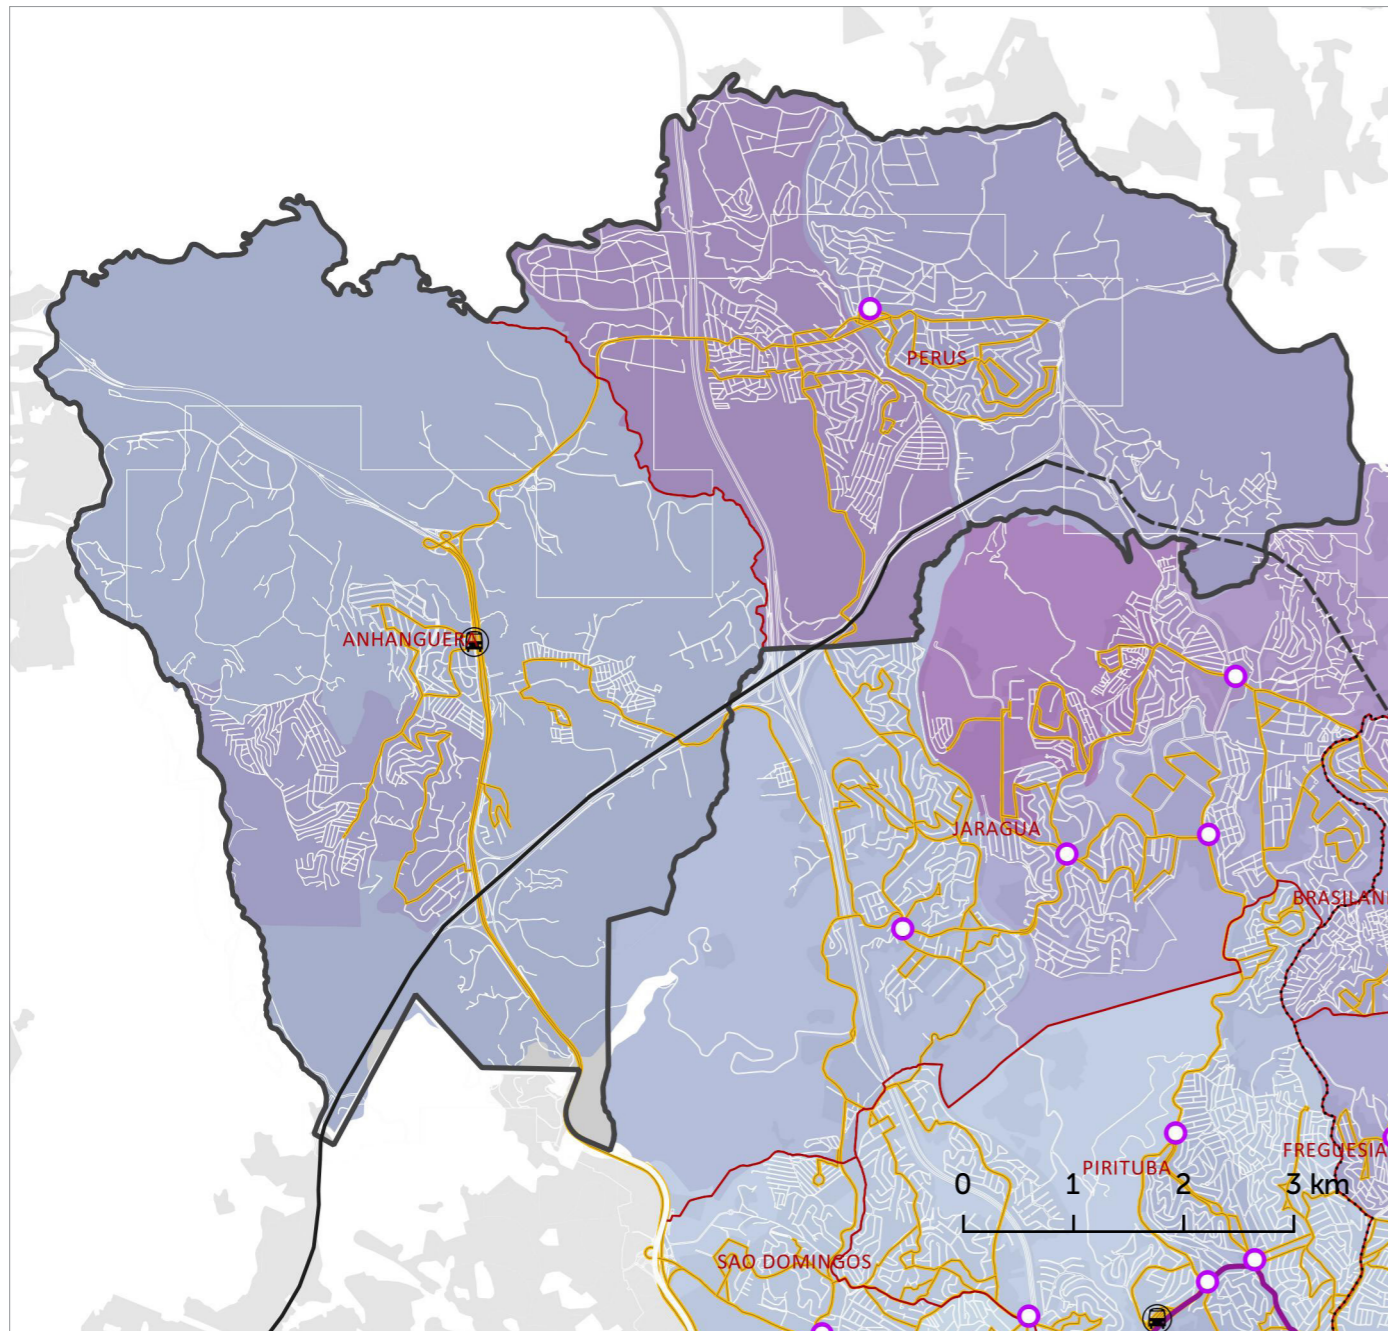 PERUS
ANHANGUERA
JARAGUA
BRASILAN
FREGUESIA
PIRITUBA
0 1 2 3 km
SAO DOMINGOS